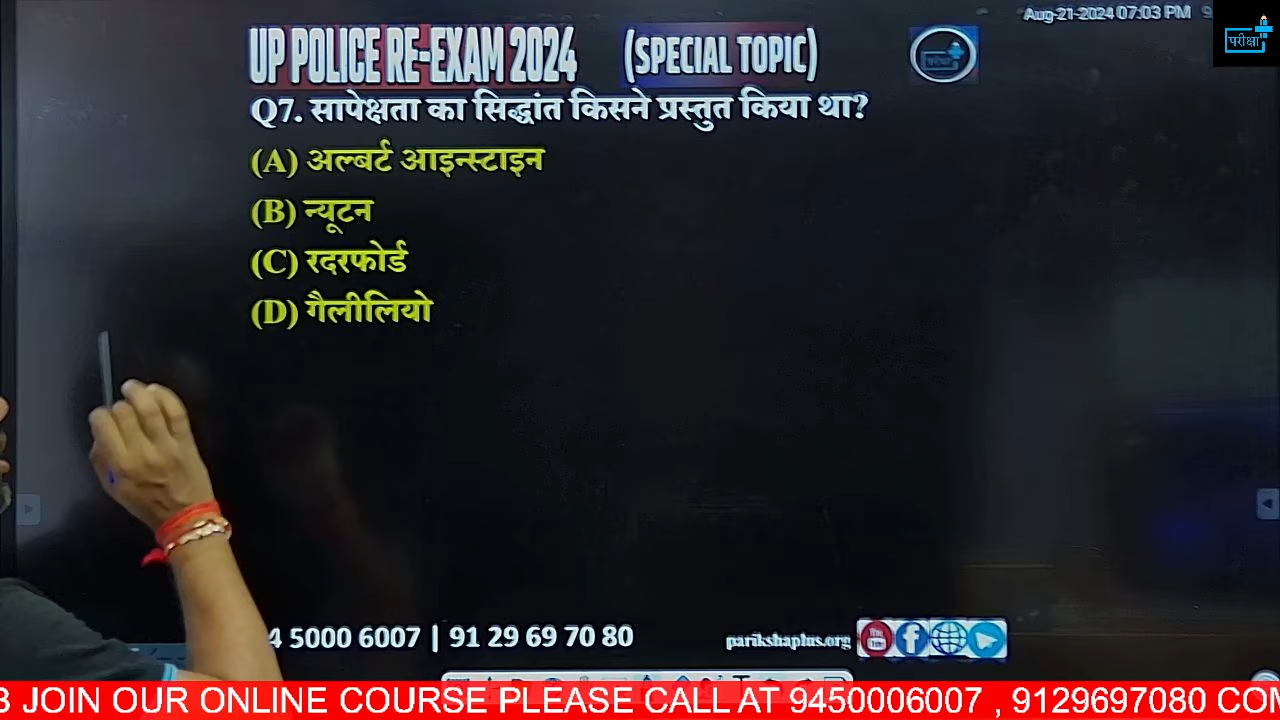 Aug-21-2024 07:03 PM 9
परीक्षा
UP POLICE RE-EXAM 2024 (SPECIAL TOPIC)
Q7. सापेक्षता का सिद्धांत किसने प्रस्तुत किया था?
(A) अल्बर्ट आइन्स्टाइन
(B) न्यूटन
(C) रदरफोर्ड
(D) गैलीलियो
4 5000 6007 | 91 29 69 70 80
parikshaplus.org
3 JOIN OUR ONLINE COURSE PLEASE CALL AT 9450006007 , 9129697080 COM